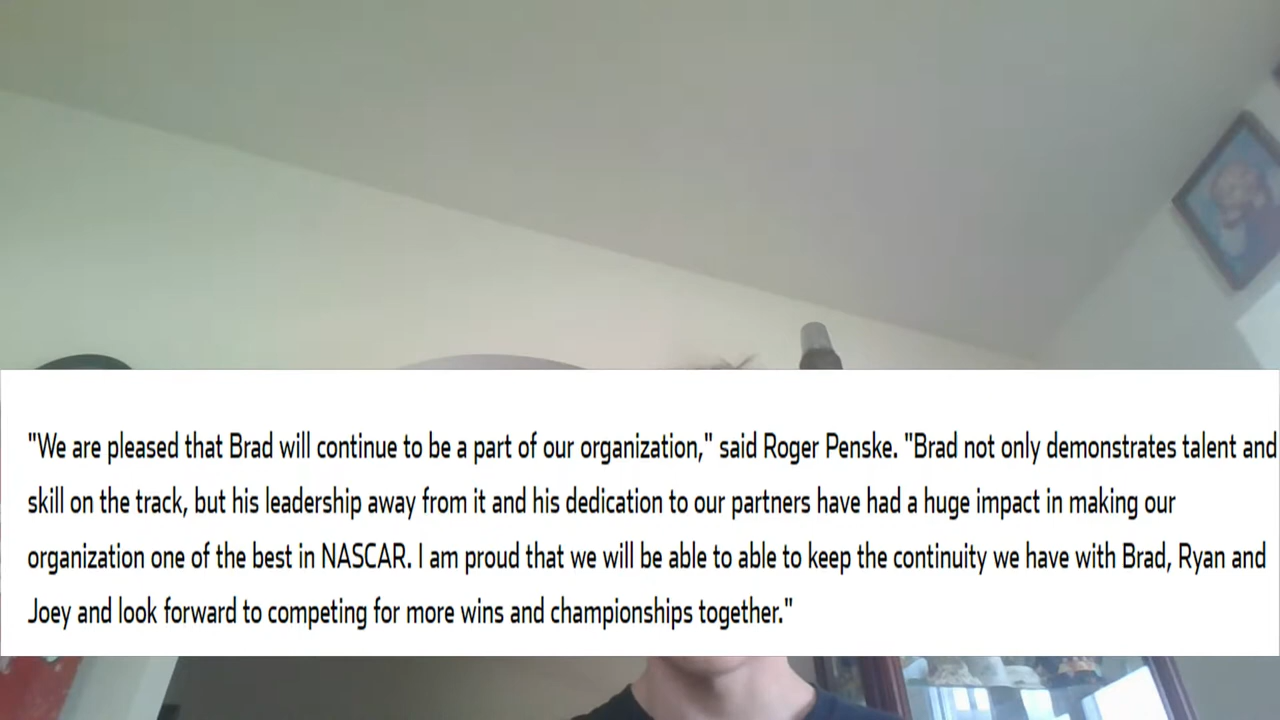 "We are pleased that Brad will continue to be a part of our organization," said Roger Penske. "Brad not only demonstrates talent and
skill on the track, but his leadership away from it and his dedication to our partners have had a huge impact in making our
organization one of the best in NASCAR. I am proud that we will be able to able to keep the continuity we have with Brad, Ryan and
Joey and look forward to competing for more wins and championships together."